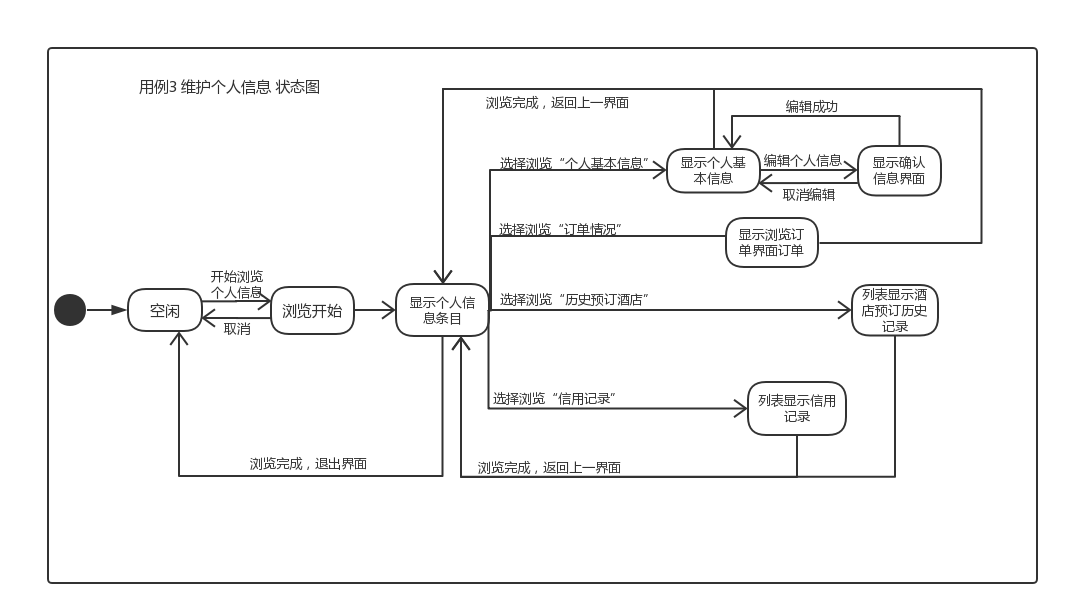 用例3 维护个人信息 状态图
浏览完成，返回上一界面
编辑成功
选择浏览“个人基本信息”
显示个人基
本信息
编辑个人信息
取消编辑
显示确认
信息界面
选择浏览“订单情况”
显示浏览订
单界面订单
开始浏览
个人信息
取消
空闲
浏览开始
显示个人信
息条目
选择浏览“历史预订酒店”
列表显示酒
店预订历史
记录
选择浏览“信用记录”
列表显示信用
记录
浏览完成，退出界面
浏览完成，返回上一界面